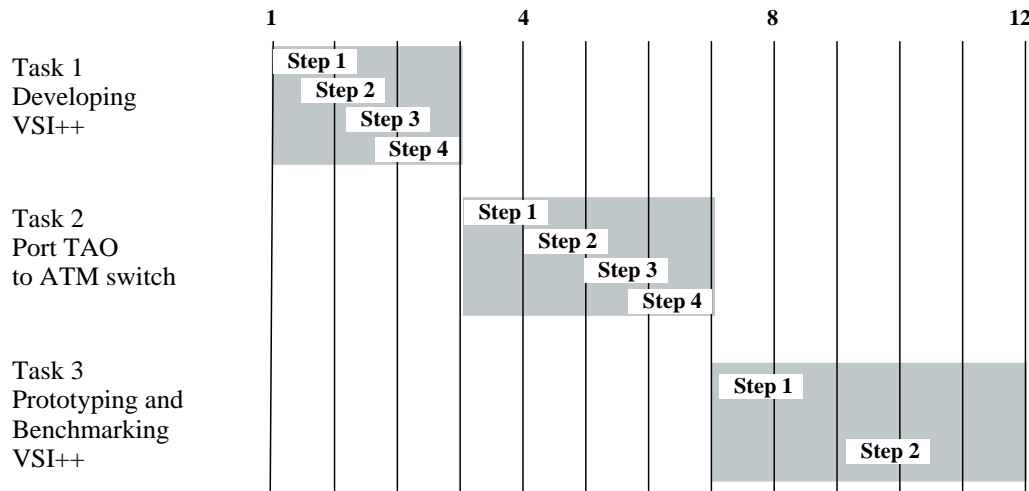 1 4 8 12
Task 1
Developing
VSI++
Step 1
Step 2
Step 3
Step 4
Task 2
Port TAO
to ATM switch
Step 1
Step 2
Step 3
Step 4
Task 3
Prototyping and
Benchmarking
VSI++
Step 1
Step 2